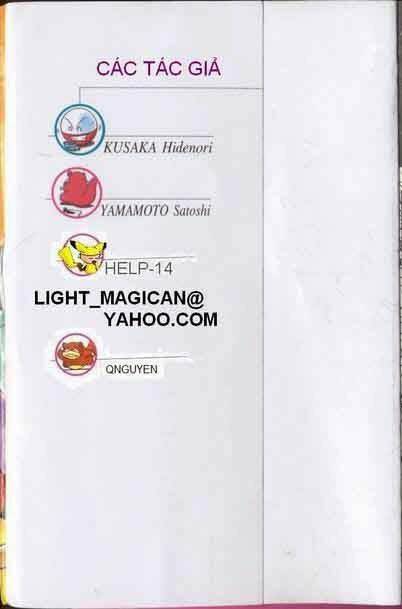 CÁC TÁC GIẢ
KUSAKA Hidenori
YAMAMOTO Satoshi
HELP-14
LIGHT_MAGICAN@
YAHOO.COM
QNGUYEN